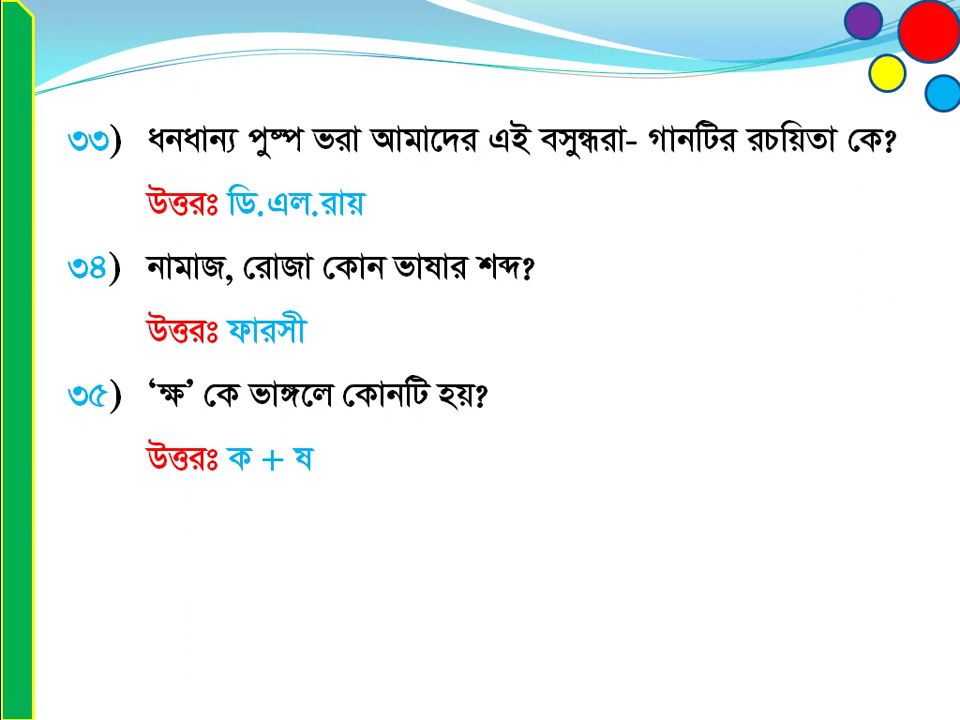 ৩৩) ধনধান্য পুষ্প ভরা আমাদের এই বসুন্ধরা- গানটির রচয়িতা কে?
উত্তরঃ ডি.এল.রায়
৩৪) নামাজ, রোজা কোন ভাষার শব্দ?
উত্তরঃ ফারসী
৩৫) ‘ক্ষ’ কে ভাঙ্গলে কোনটি হয়?
উত্তরঃ ক + ষ